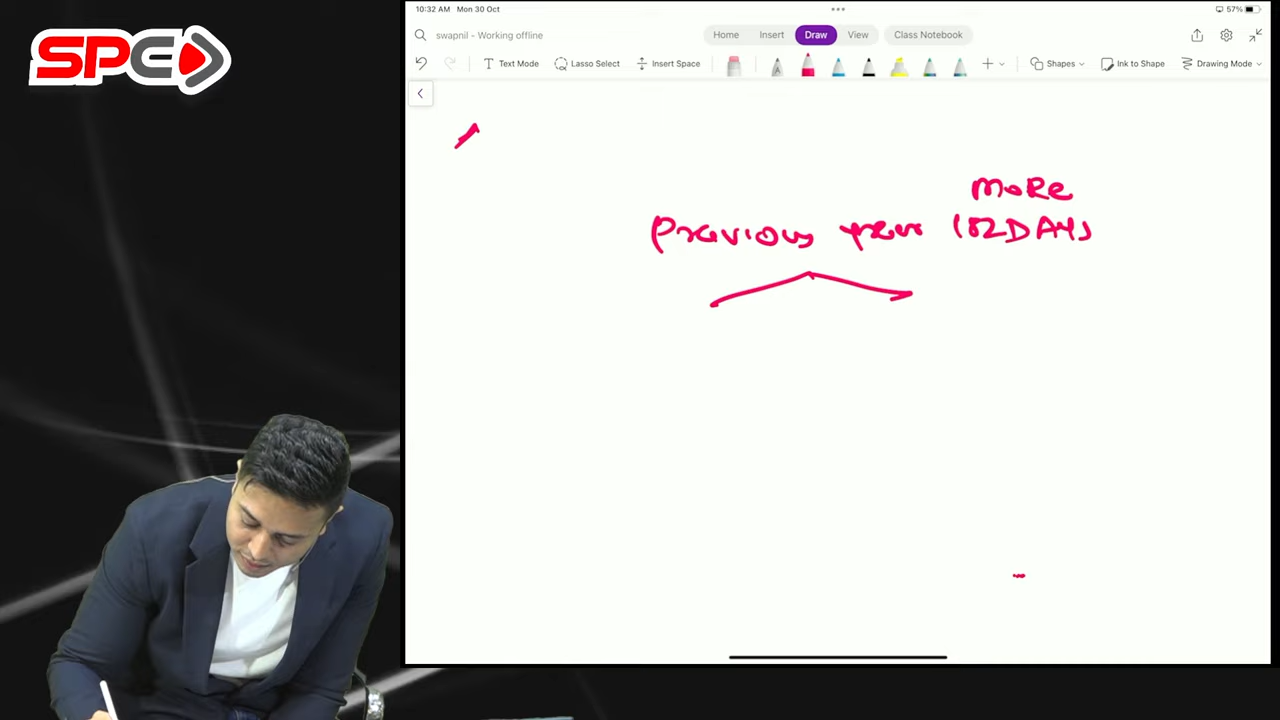 SPED
10:32 AM Mon 30 Oct
57%
swapnil - Working offline
Home Insert Draw View Class Notebook
Text Mode Lasso Select Insert Space Shapes Ink to Shape Drawing Mode
more
Previous year 182DAYs